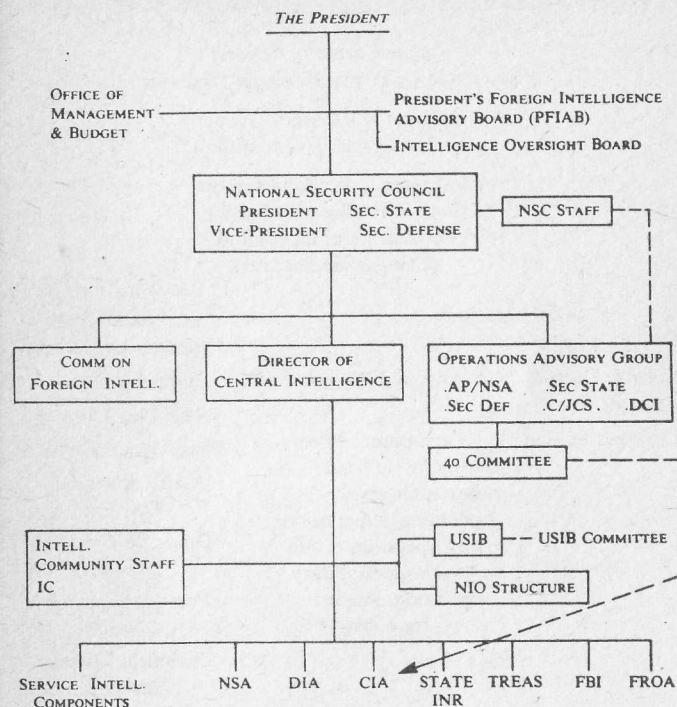 THE PRESIDENT
OFFICE OF
MANAGEMENT
& BUDGET
PRESIDENT'S FOREIGN INTELLIGENCE
ADVISORY BOARD (PFIAB)
INTELLIGENCE OVERSIGHT BOARD
NATIONAL SECURITY COUNCIL
PRESIDENT SEC. STATE
VICE-PRESIDENT SEC. DEFENSE
NSC STAFF
COMM ON
FOREIGN INTELL.
DIRECTOR OF
CENTRAL INTELLIGENCE
OPERATIONS ADVISORY GROUP
.AP/NSA .SEC STATE
.SEC DEF .C/JCS . .DCI
40 COMMITTEE
INTELL.
COMMUNITY STAFF
IC
USIB
USIB COMMITTEE
NIO STRUCTURE
SERVICE INTELL.
COMPONENTS
NSA
DIA
CIA
STATE
INR
TREAS
FBI
FROA